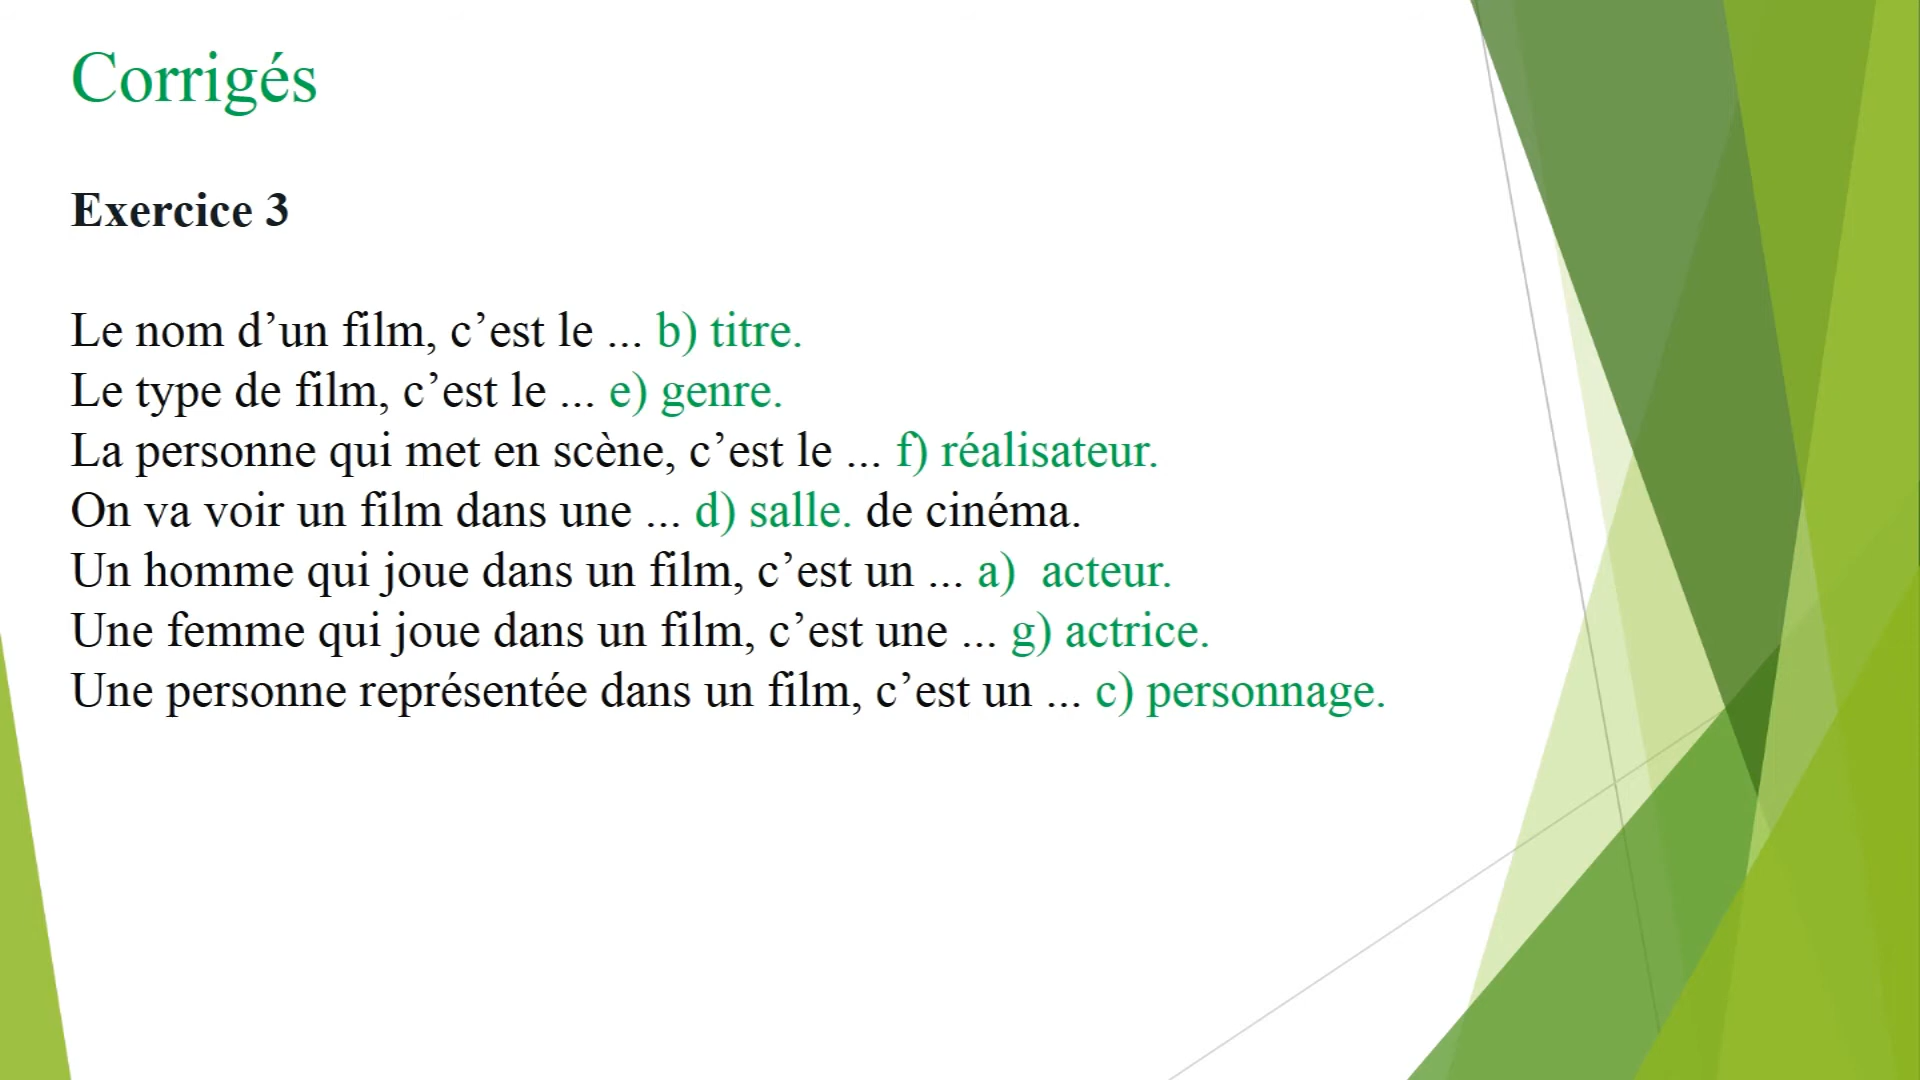 Corrigés
Exercice 3
Le nom d’un film, c’est le ... b) titre.
Le type de film, c’est le ... e) genre.
La personne qui met en scène, c’est le ... f) réalisateur.
On va voir un film dans une ... d) salle. de cinéma.
Un homme qui joue dans un film, c’est un ... a)  acteur.
Une femme qui joue dans un film, c’est une ... g) actrice.
Une personne représentée dans un film, c’est un ... c) personnage.